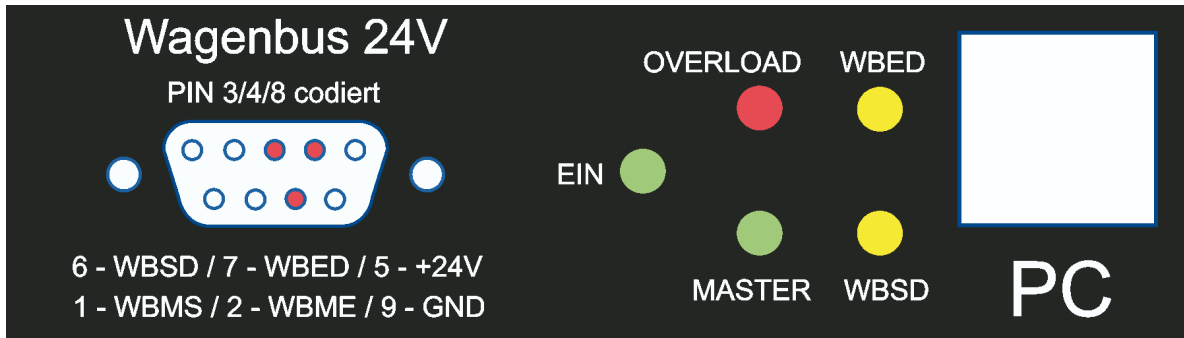 Wagenbus 24V
PIN 3/4/8 codiert
6 - WBSD / 7 - WBED / 5 - +24V
1 - WBMS / 2 - WBME / 9 - GND
OVERLOAD
WBED
EIN
MASTER
WBSD
PC